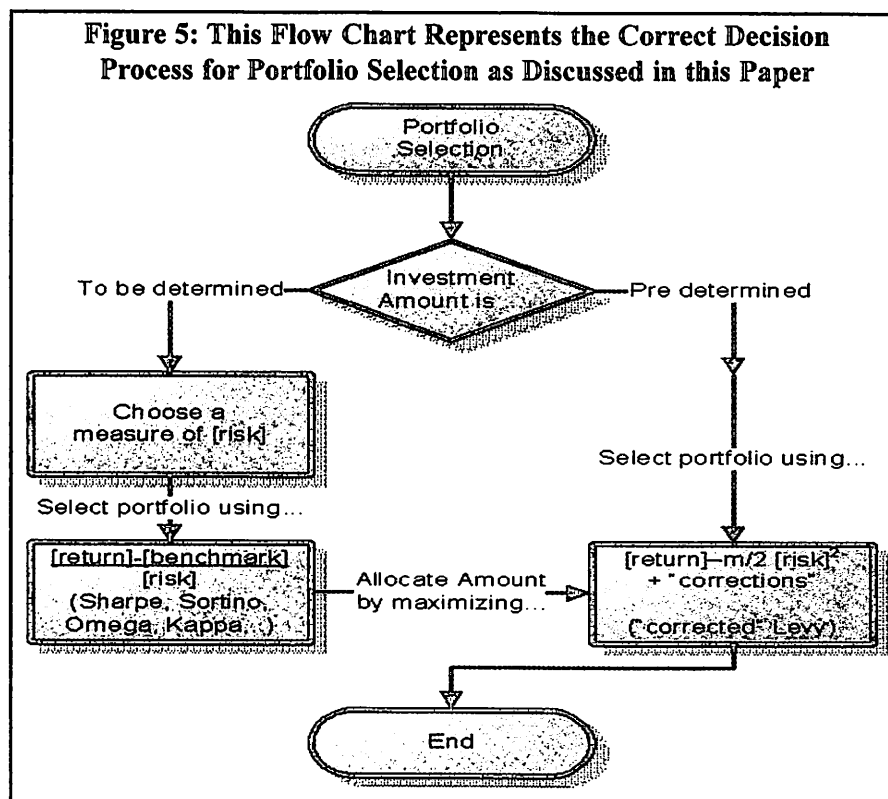 Figure 5: This Flow Chart Represents the Correct Decision
Process for Portfolio Selection as Discussed in this Paper
Portfolio
Selection
Investment
Amount is
To be determined
Pre determined
Choose a
measure of [risk]
Select portfolio using...
Select portfolio using...
[return]-[benchmark]
[risk]
(Sharpe, Sortino,
Omega, Kappa, .)
Allocate Amount
by maximizing...
[return]–m/2 [risk]²
+ "corrections"
("corrected" Levy)
End